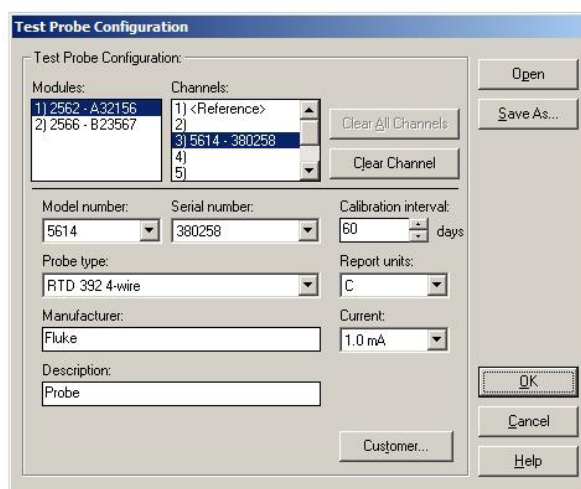 Test Probe Configuration
Test Probe Configuration:
Modules:
1) 2562 - A32156
2) 2566 - B23567
Channels:
1) <Reference>
2)
3) 5614 - 380258
4)
5)
Clear All Channels
Clear Channel
Open
Save As...
Model number:
5614
Serial number:
380258
Calibration interval:
60 days
Probe type:
RTD 392 4-wire
Report units:
C
Manufacturer:
Fluke
Current:
1.0 mA
Description:
Probe
Customer...
OK
Cancel
Help